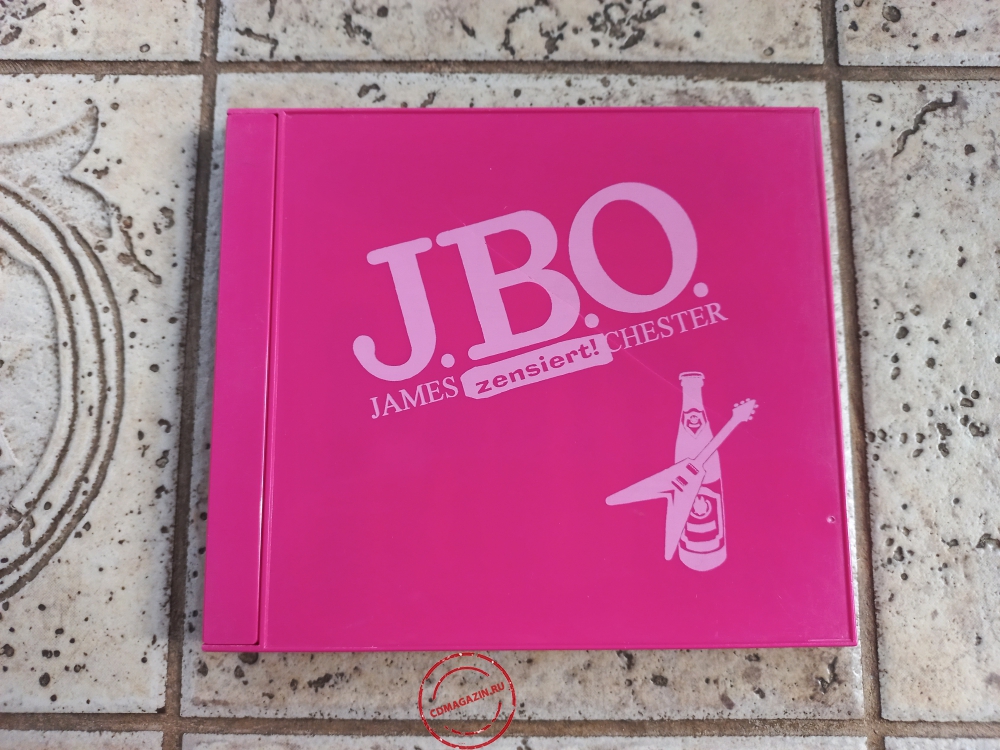 J.B.O.
JAMES zensiert! CHESTER
CDMAGAZIN.RU